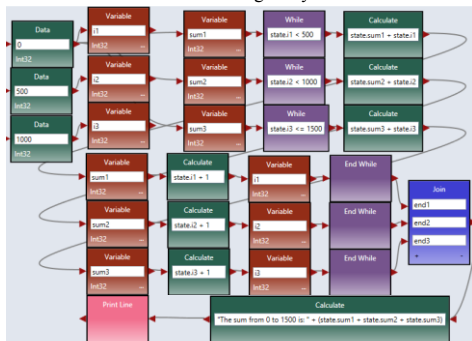 Data
0
Int32
Variable
i1
Int32
Variable
sum1
Int32
While
state.i1 < 500
Calculate
state.sum1 + state.i1
Data
500
Int32
Variable
i2
Int32
Variable
sum2
Int32
While
state.i2 < 1000
Calculate
state.sum2 + state.i2
Data
1000
Int32
Variable
i3
Int32
Variable
sum3
Int32
While
state.i3 <= 1500
Calculate
state.sum3 + state.i3
Variable
sum1
Int32
Calculate
state.i1 + 1
Variable
i1
Int32
End While
Join
end1
end2
end3
Variable
sum2
Int32
Calculate
state.i2 + 1
Variable
i2
Int32
End While
Variable
sum3
Int32
Calculate
state.i3 + 1
Variable
i3
Int32
End While
Print Line
Calculate
"The sum from 0 to 1500 is: " + (state.sum1 + state.sum2 + state.sum3)